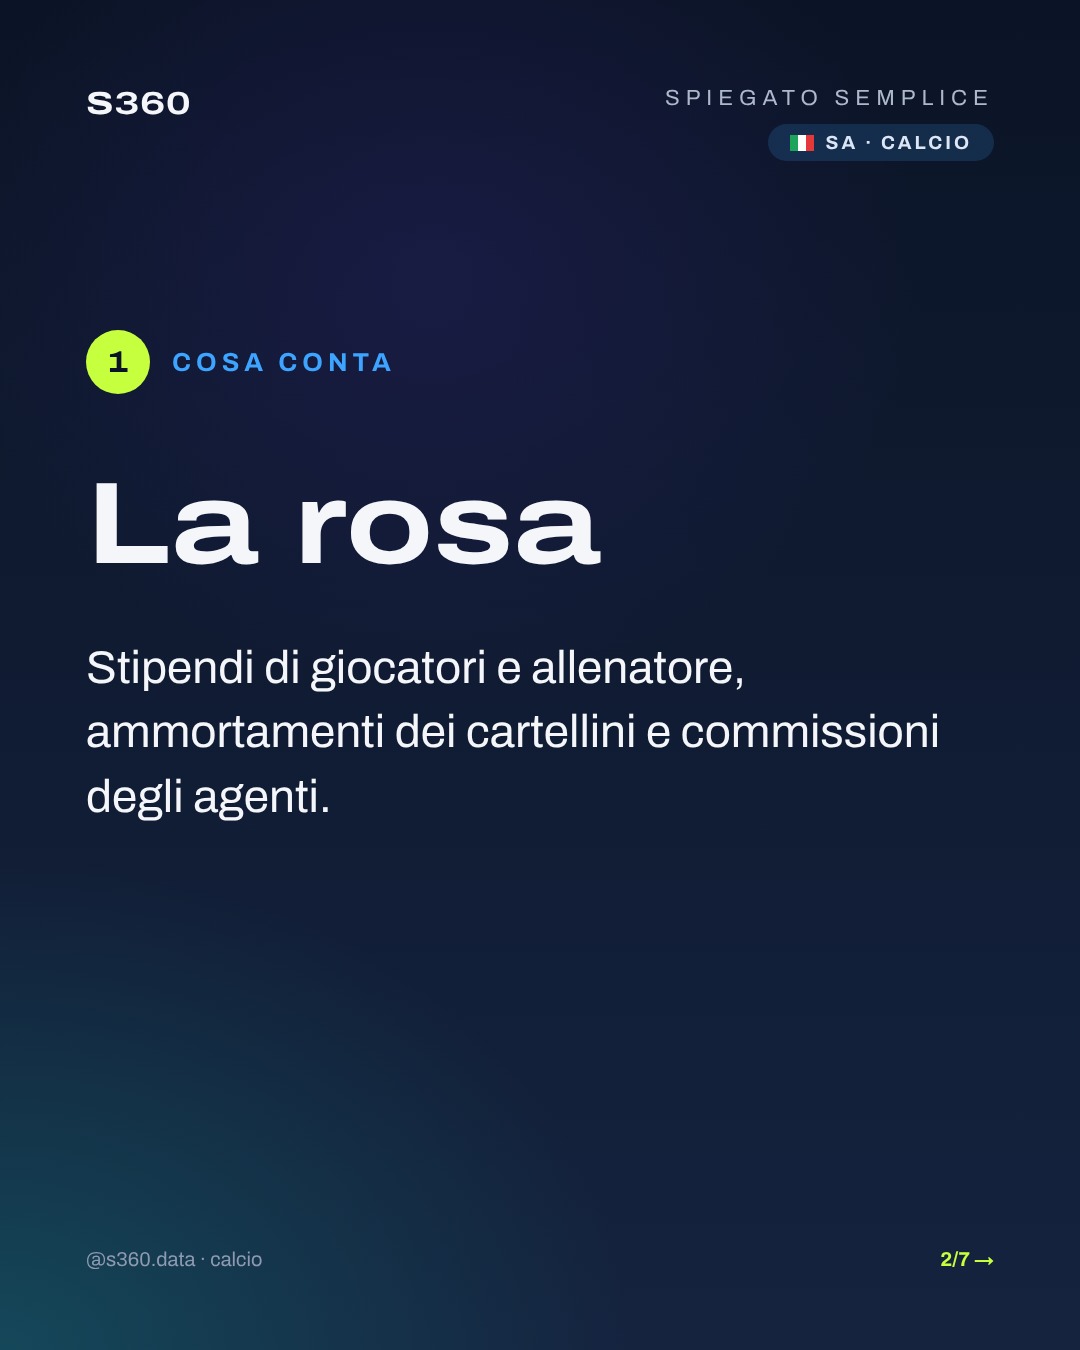 S360
SPIEGATO SEMPLICE
SA · CALCIO
1
COSA CONTA
La rosa
Stipendi di giocatori e allenatore,
ammortamenti dei cartellini e commissioni
degli agenti.
@s360.data · calcio
2/7 →